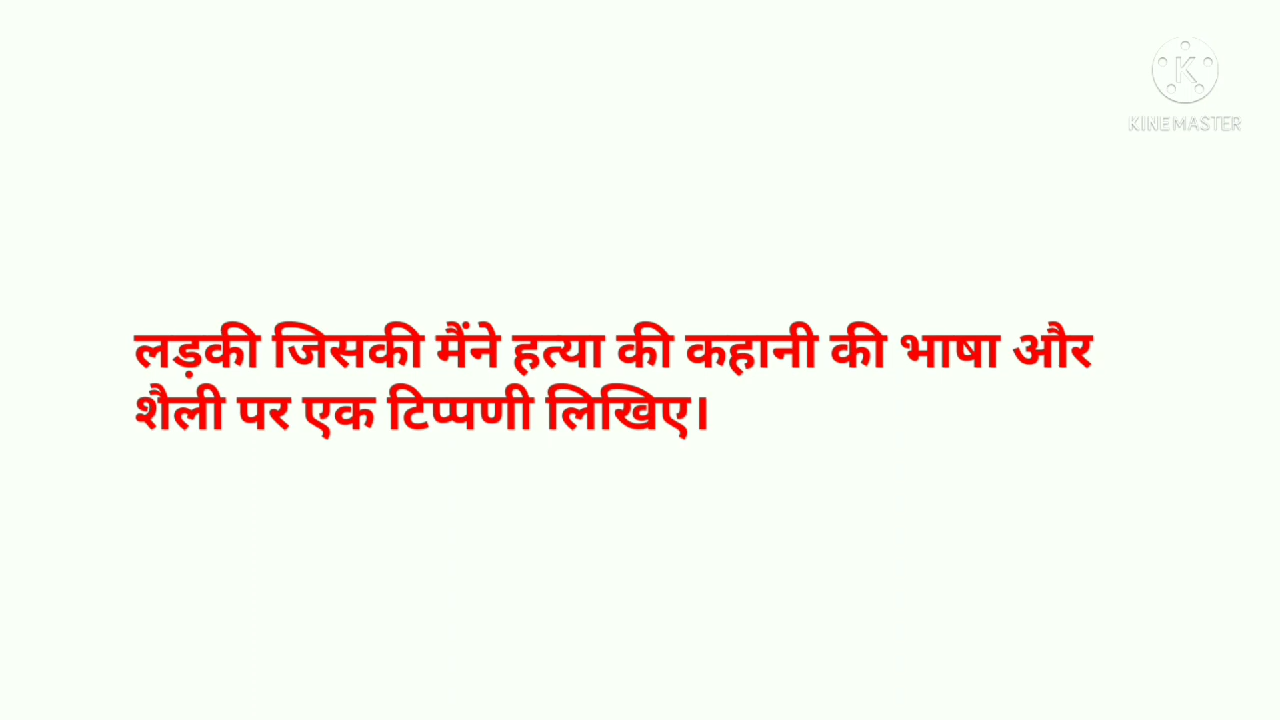 KINEMASTER
लड़की जिसकी मैंने हत्या की कहानी की भाषा और
शैली पर एक टिप्पणी लिखिए।